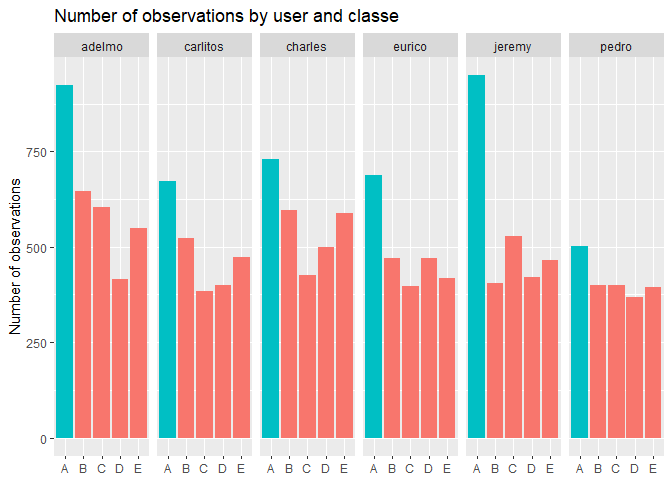 Number of observations by user and classe
adelmo carlitos charles eurico jeremy pedro
Number of observations
750
500
250
0
A B C D E A B C D E A B C D E A B C D E A B C D E A B C D E